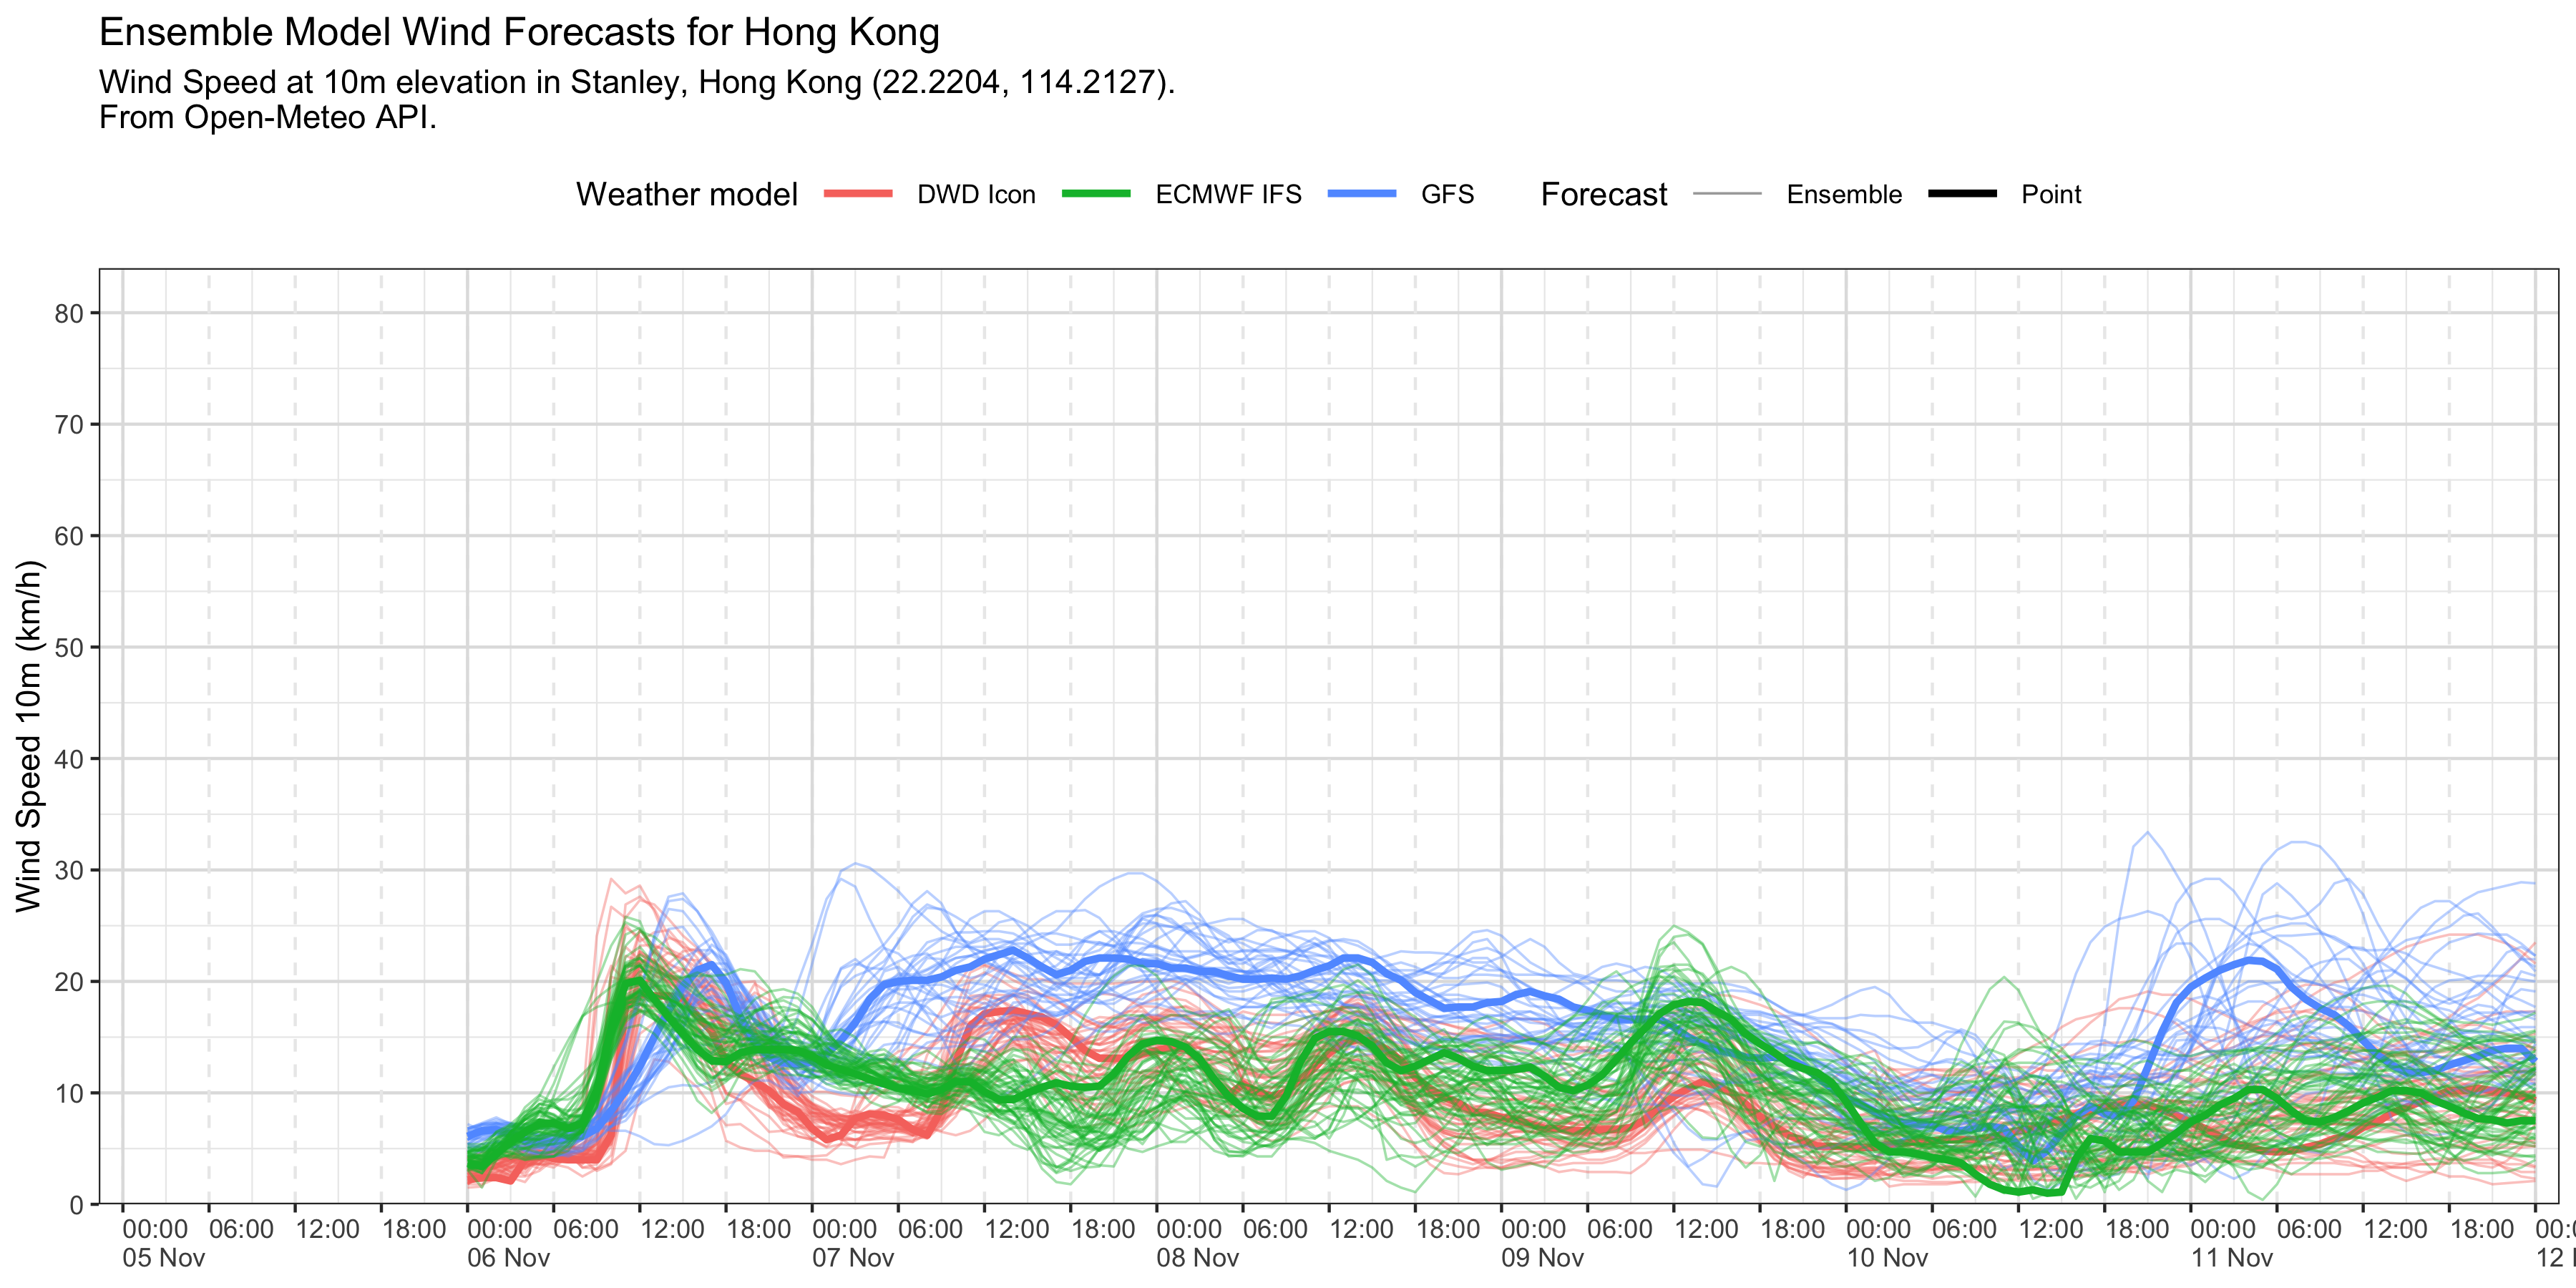 Ensemble Model Wind Forecasts for Hong Kong
Wind Speed at 10m elevation in Stanley, Hong Kong (22.2204, 114.2127).
From Open-Meteo API.
Weather model DWD Icon ECMWF IFS GFS Forecast Ensemble Point
Wind Speed 10m (km/h)
80
70
60
50
40
30
20
10
0
00:00 06:00 12:00 18:00 00:00 06:00 12:00 18:00 00:00 06:00 12:00 18:00 00:00 06:00 12:00 18:00 00:00 06:00 12:00 18:00 00:00 06:00 12:00 18:00 00:00 06:00 12:00 18:00
05 Nov 06 Nov 07 Nov 08 Nov 09 Nov 10 Nov 11 Nov 12